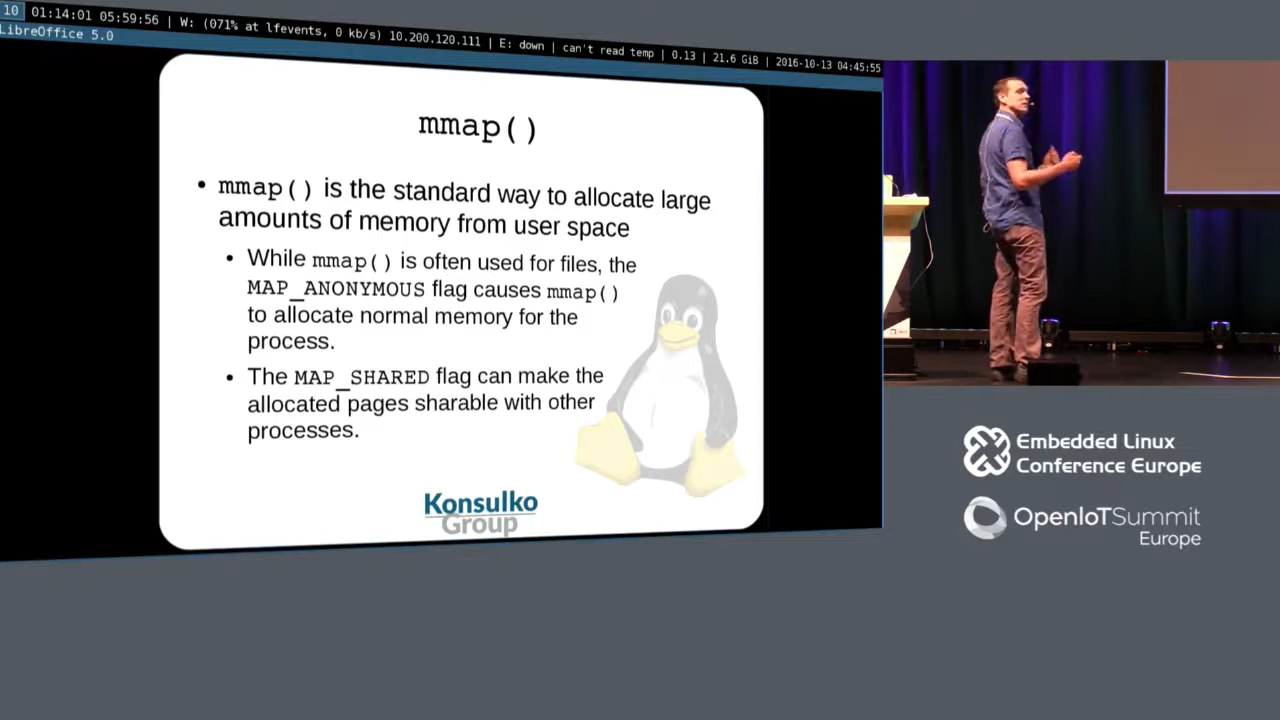 10 01:14:01 05:59:56 | W: (071% at lfevents, 0 kb/s) 10.200.120.111 | E: down | can't read temp | 0.13 | 21.6 GiB | 2016-10-13 04:45:55
LibreOffice 5.0
mmap()
• mmap() is the standard way to allocate large
amounts of memory from user space
• While mmap() is often used for files, the
MAP_ANONYMOUS flag causes mmap()
to allocate normal memory for the
process.
• The MAP_SHARED flag can make the
allocated pages sharable with other
processes.
Konsulko
Group
Embedded Linux
Conference Europe
OpenIoTSummit
Europe